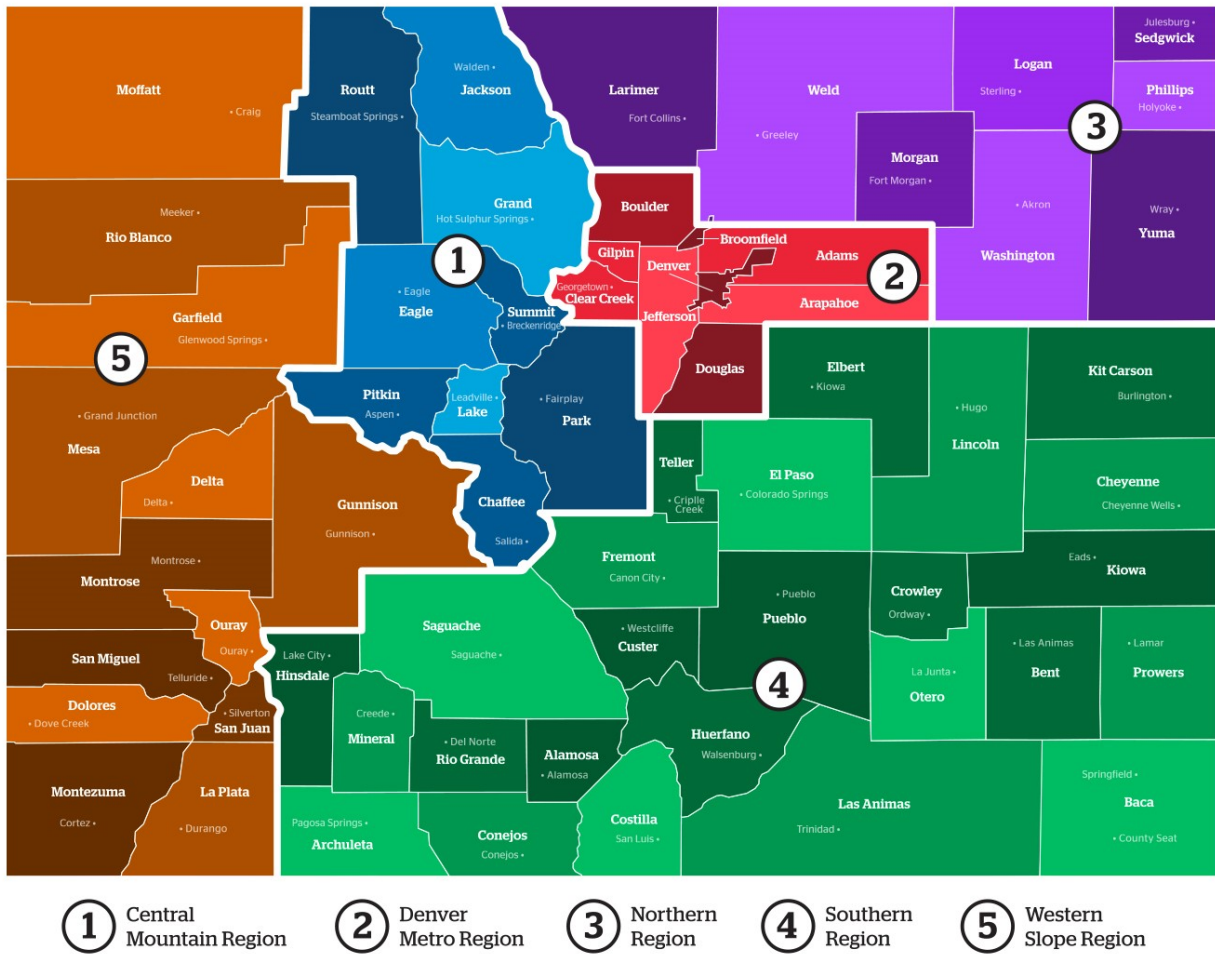 Moffatt
Craig
Routt
Steamboat Springs
Walden
Jackson
Larimer
Fort Collins
Weld
Greeley
Logan
Sterling
Julesburg
Sedgwick
Phillips
Holyoke
3
Morgan
Fort Morgan
Akron
Washington
Wray
Yuma
Meeker
Rio Blanco
Grand
Hot Sulphur Springs
Boulder
Broomfield
Gilpin
Denver
Adams
2
Georgetown
Clear Creek
Arapahoe
Jefferson
Douglas
1
Eagle
Eagle
Summit
Breckenridge
Garfield
Glenwood Springs
5
Grand Junction
Mesa
Pitkin
Aspen
Leadville
Lake
Fairplay
Park
Elbert
Kiowa
Hugo
Lincoln
Kit Carson
Burlington
Delta
Delta
Gunnison
Gunnison
Chaffee
Salida
Teller
Criplle
Creek
El Paso
Colorado Springs
Cheyenne
Cheyenne Wells
Montrose
Montrose
Fremont
Canon City
Pueblo
Pueblo
Crowley
Ordway
Eads
Kiowa
Ouray
Ouray
San Miguel
Telluride
Lake City
Hinsdale
Saguache
Saguache
Westcliffe
Custer
4
La Junta
Otero
Las Animas
Bent
Lamar
Prowers
Dolores
Dove Creek
Silverton
San Juan
Creede
Mineral
Del Norte
Rio Grande
Alamosa
Alamosa
Huerfano
Walsenburg
Montezuma
Cortez
La Plata
Durango
Pagosa Springs
Archuleta
Conejos
Conejos
Costilla
San Luis
Las Animas
Trinidad
Springfield
Baca
County Seat
1 Central
Mountain Region
2 Denver
Metro Region
3 Northern
Region
4 Southern
Region
5 Western
Slope Region